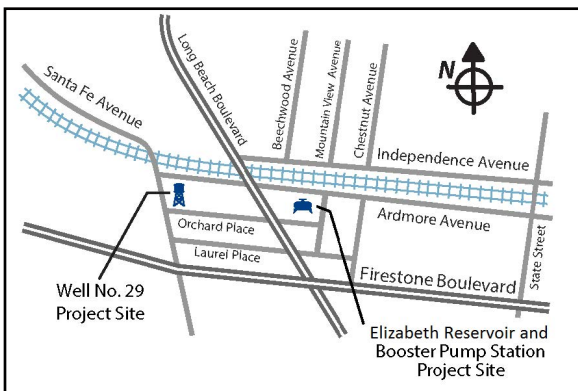 Santa Fe Avenue
Long Beach Boulevard
Beechwood Avenue
Mountain View Avenue
Chestnut Avenue
N
Independence Avenue
Ardmore Avenue
State Street
Orchard Place
Laurel Place
Firestone Boulevard
Well No. 29
Project Site
Elizabeth Reservoir and
Booster Pump Station
Project Site